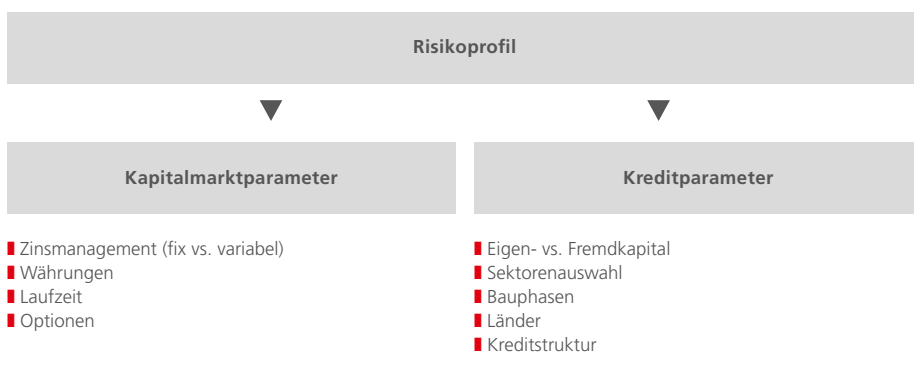 Risikoprofil
Kapitalmarktparameter
Zinsmanagement (fix vs. variabel)
Währungen
Laufzeit
Optionen
Kreditparameter
Eigen- vs. Fremdkapital
Sektorenauswahl
Bauphasen
Länder
Kreditstruktur